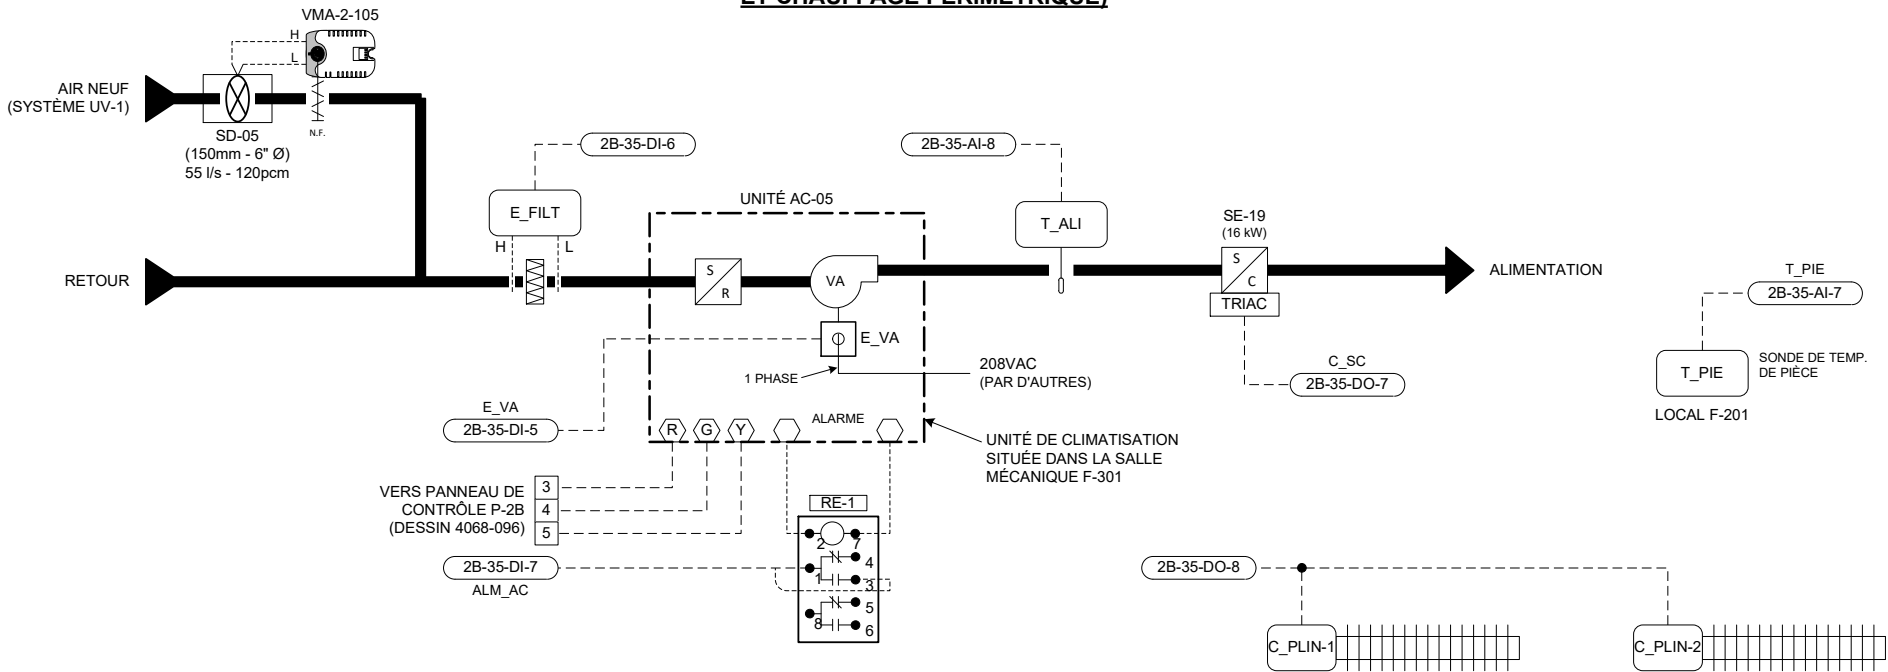 ET CHAUFFAGE PÉRIMÉTRIQUE)
VMA-2-105
H
L
AIR NEUF
(SYSTÈME UV-1)
SD-05
(150mm - 6" Ø)
55 l/s - 120pcm
N.F.
2B-35-DI-6
2B-35-AI-8
E_FILT
H
L
UNITÉ AC-05
T_ALI
SE-19
(16 kW)
RETOUR
S
R
VA
S
C
TRIAC
ALIMENTATION
T_PIE
2B-35-AI-7
E_VA
1 PHASE
208VAC
(PAR D'AUTRES)
C_SC
2B-35-DO-7
T_PIE
SONDE DE TEMP.
DE PIÈCE
LOCAL F-201
E_VA
2B-35-DI-5
R
G
Y
ALARME
UNITÉ DE CLIMATISATION
SITUÉE DANS LA SALLE
MÉCANIQUE F-301
VERS PANNEAU DE
CONTRÔLE P-2B
(DESSIN 4068-096)
3
4
5
RE-1
2
7
4
1
3
5
8
6
2B-35-DI-7
ALM_AC
2B-35-DO-8
C_PLIN-1
C_PLIN-2